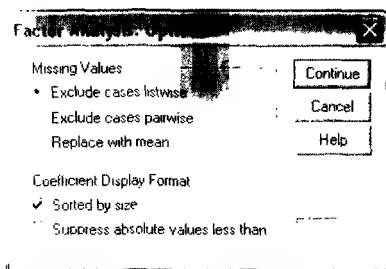 Factor Analysis: Options
Missing Values
Exclude cases listwise
Exclude cases pairwise
Replace with mean
Continue
Cancel
Help
Coefficient Display Format
Sorted by size
Suppress absolute values less than